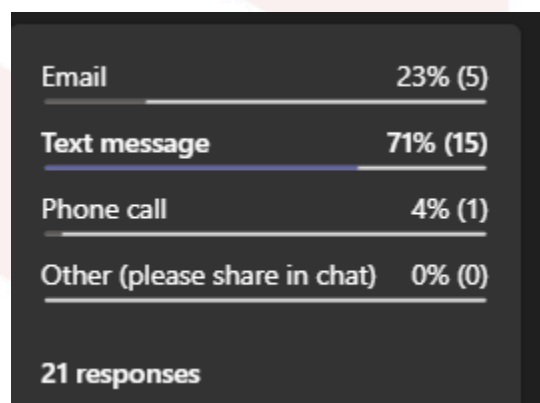 Email 23% (5)
Text message 71% (15)
Phone call 4% (1)
Other (please share in chat) 0% (0)
21 responses